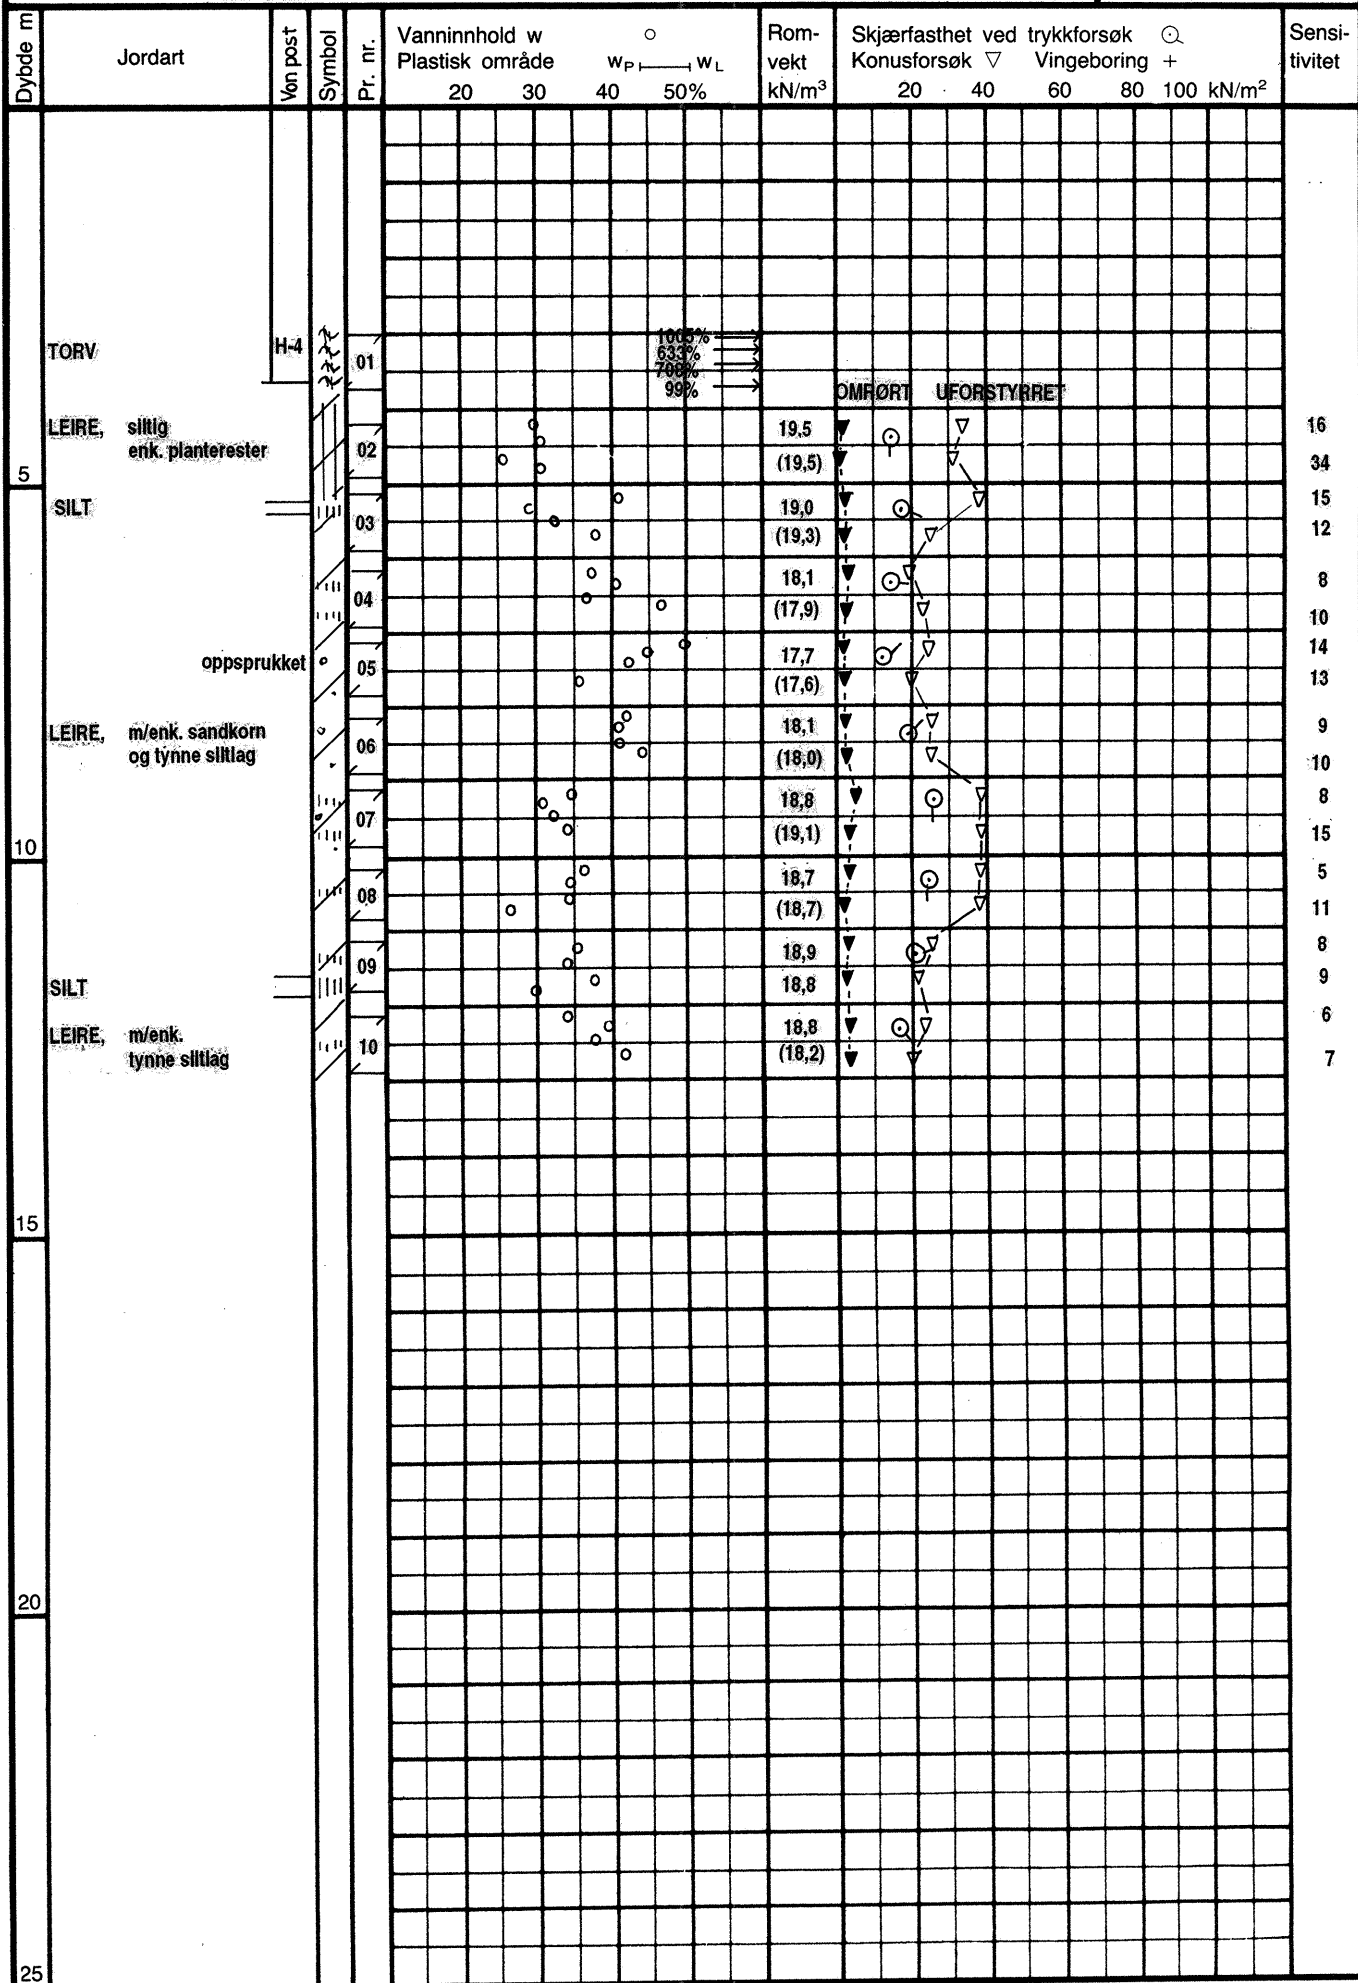 Dybde m
Jordart
Von post
Symbol
Pr. nr.
Vanninnhold w
Plastisk område wP wL
20 30 40 50%
Rom-
vekt
kN/m³
Skjærfasthet ved trykkforsøk
Konusforsøk ▽ Vingeboring +
20 40 60 80 100 kN/m²
Sensi-
tivitet
TORV H-4 01
1005%
633%
708%
99%
OMRØRT UFORSTYRRET
LEIRE, siltig 19,5 16
enk. planterester 02 (19,5) 34
5
SILT 03 19,0 15
(19,3) 12
04 18,1 8
(17,9) 10
oppsprukket 05 17,7 14
(17,6) 13
LEIRE, m/enk. sandkorn 18,1 9
og tynne siltlag 06 (18,0) 10
07 18,8 8
(19,1) 15
10
08 18,7 5
(18,7) 11
09 18,9 8
SILT 18,8 9
LEIRE, m/enk. 10 18,8 6
tynne siltlag (18,2) 7
15
20
25